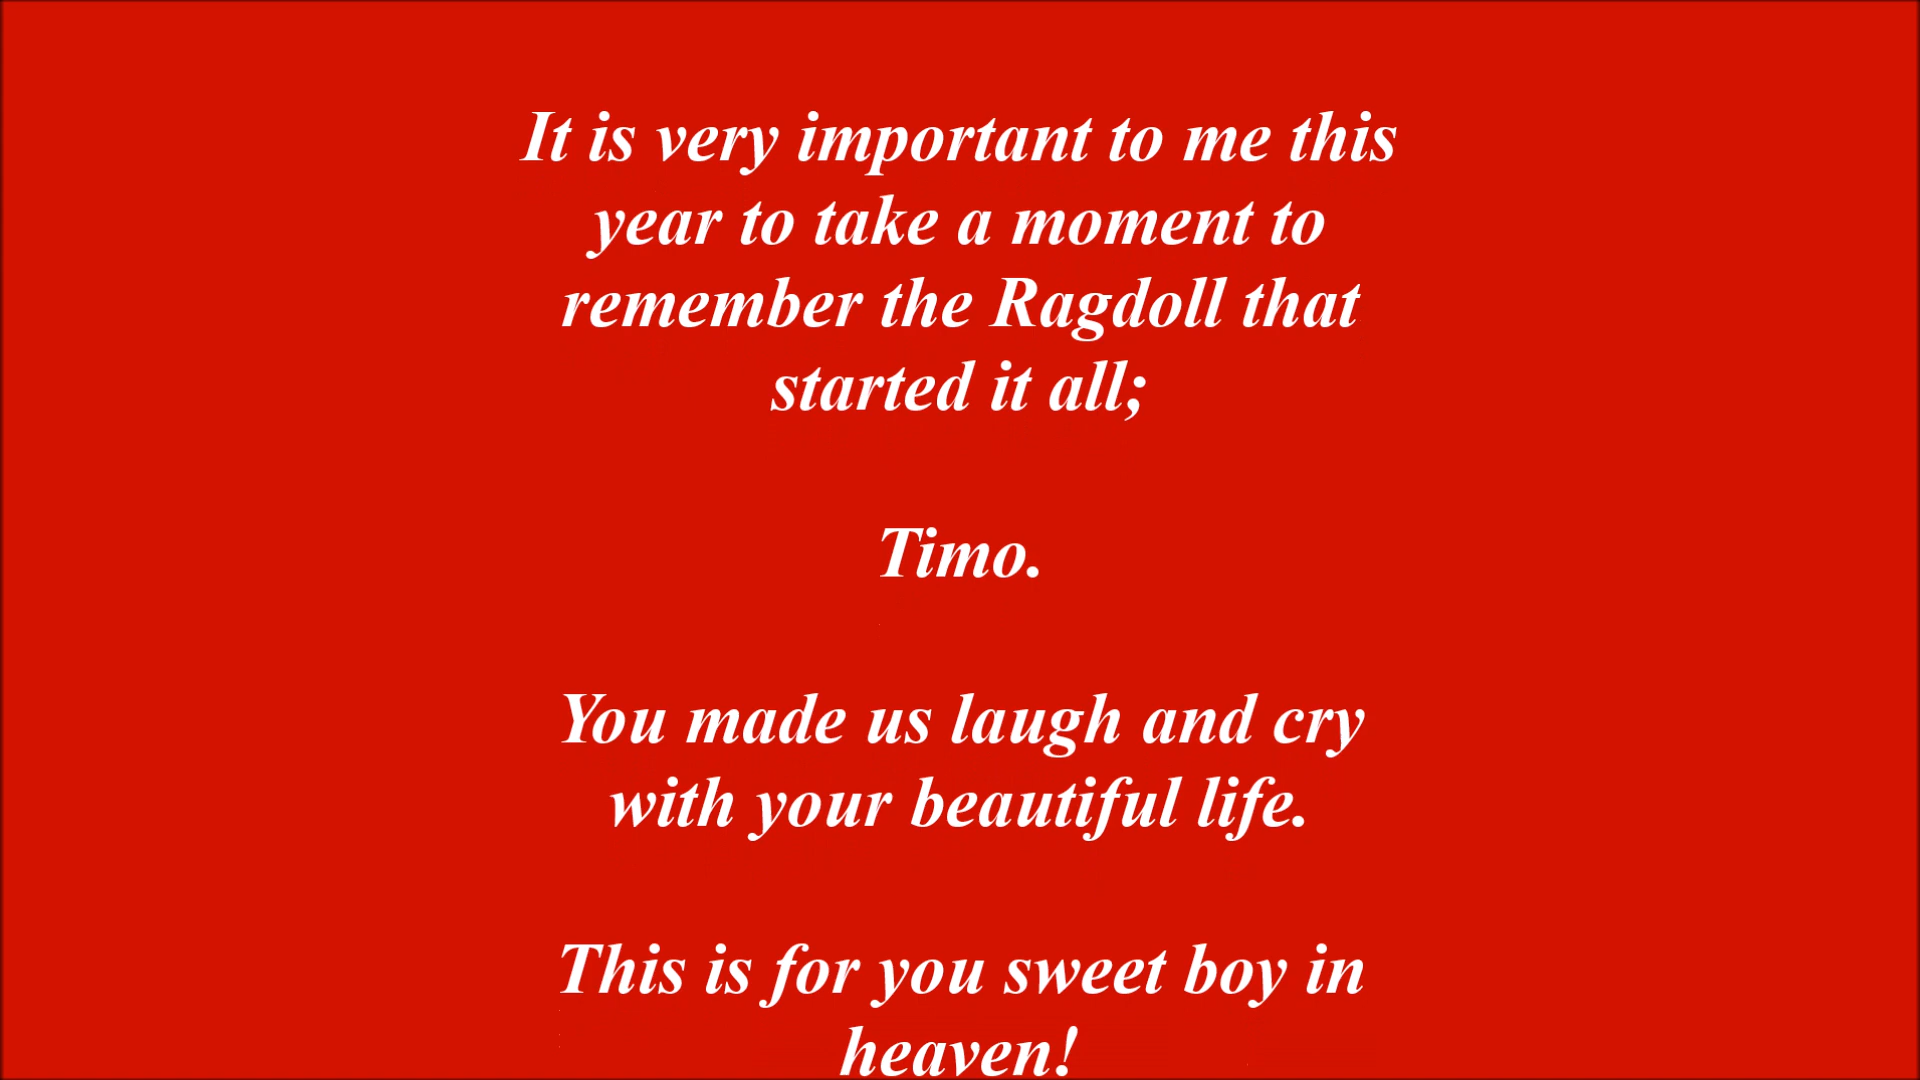 It is very important to me this
year to take a moment to
remember the Ragdoll that
started it all;
Timo.
You made us laugh and cry
with your beautiful life.
This is for you sweet boy in
heaven!